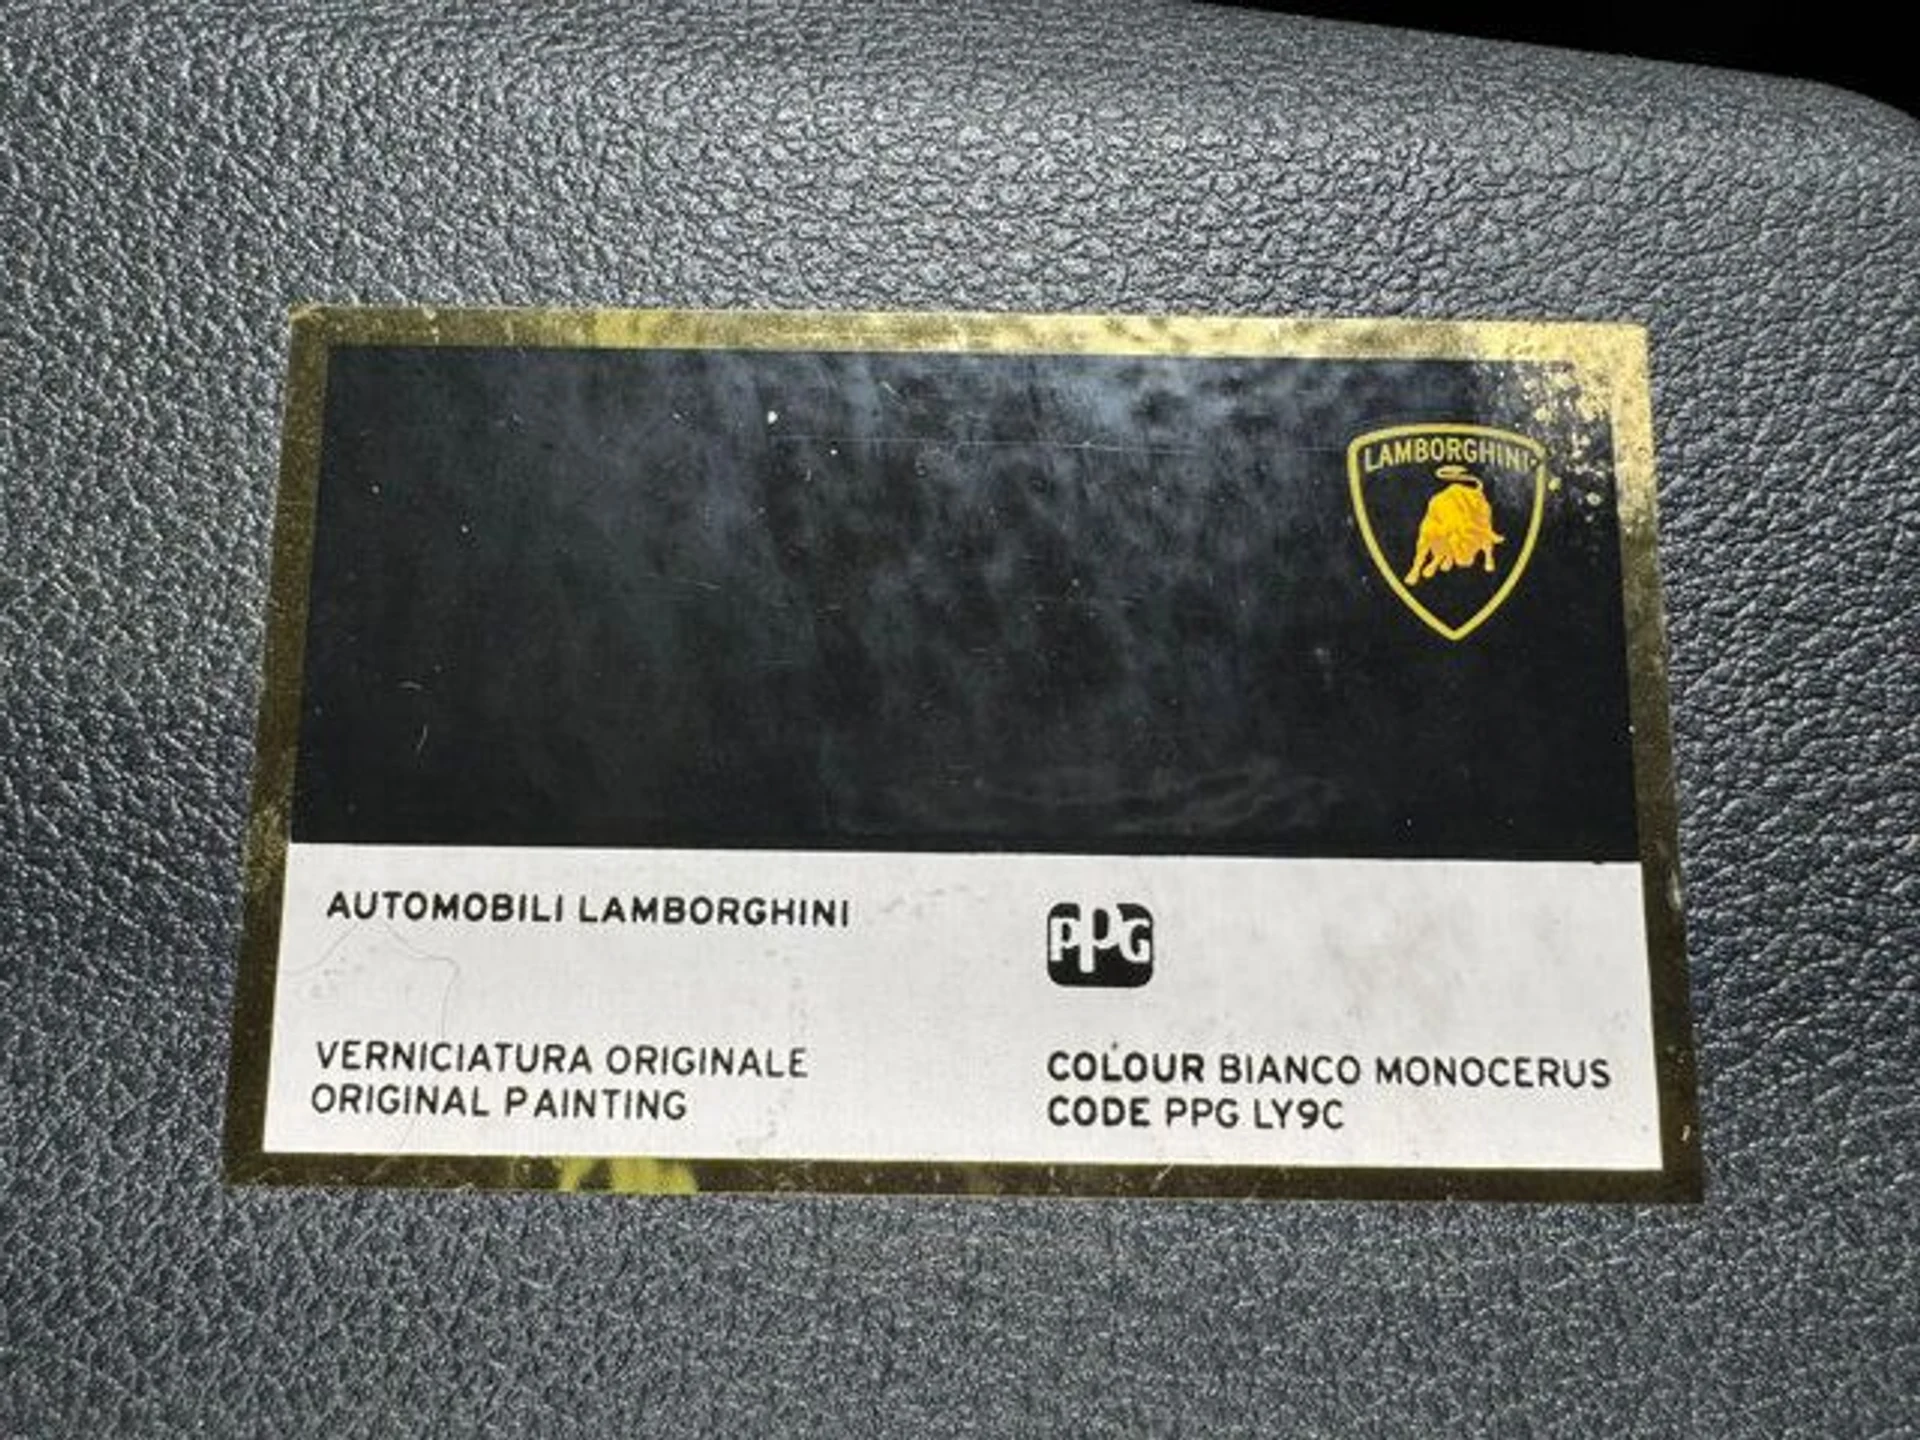 LAMBORGHINI
AUTOMOBILI LAMBORGHINI
PPG
VERNICIATURA ORIGINALE
ORIGINAL PAINTING
COLOUR BIANCO MONOCERUS
CODE PPG LY9C